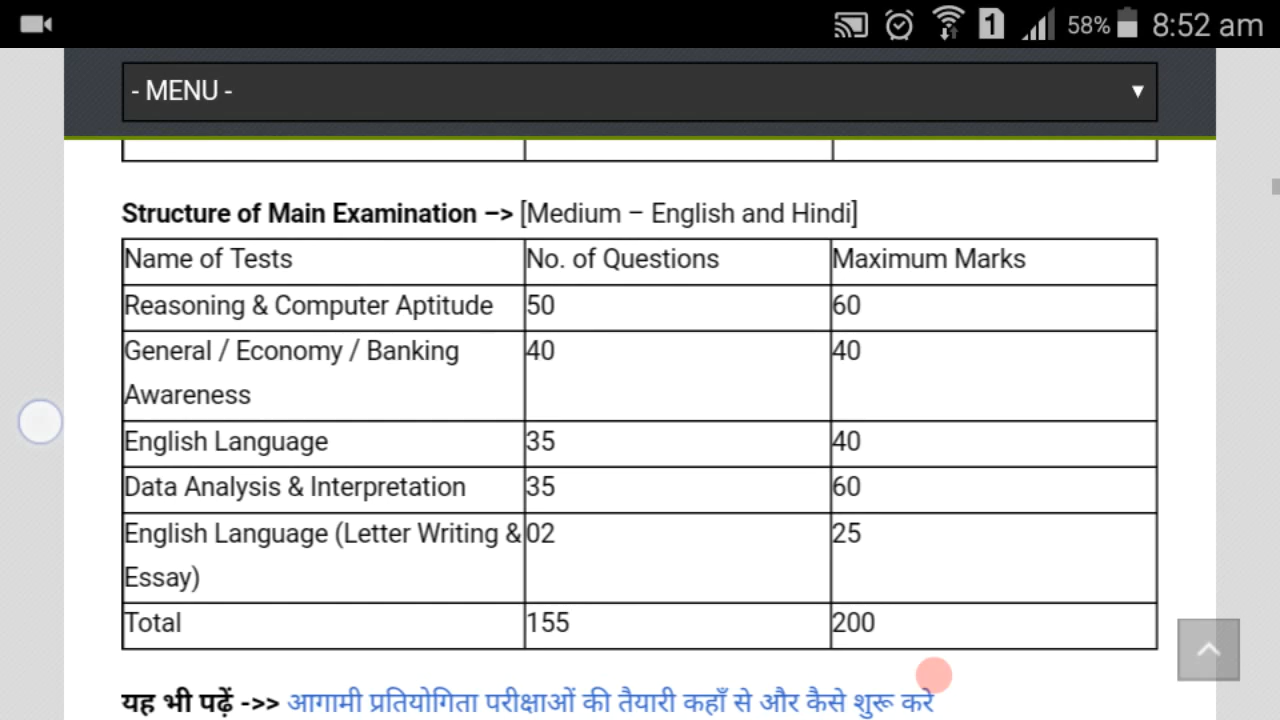 1 58% 8:52 am
- MENU -
Structure of Main Examination –> [Medium – English and Hindi]
Name of Tests No. of Questions Maximum Marks
Reasoning & Computer Aptitude 50 60
General / Economy / Banking 40 40
Awareness
English Language 35 40
Data Analysis & Interpretation 35 60
English Language (Letter Writing & 02 25
Essay)
Total 155 200
यह भी पढ़ें ->> आगामी प्रतियोगिता परीक्षाओं की तैयारी कहाँ से और कैसे शुरू करे